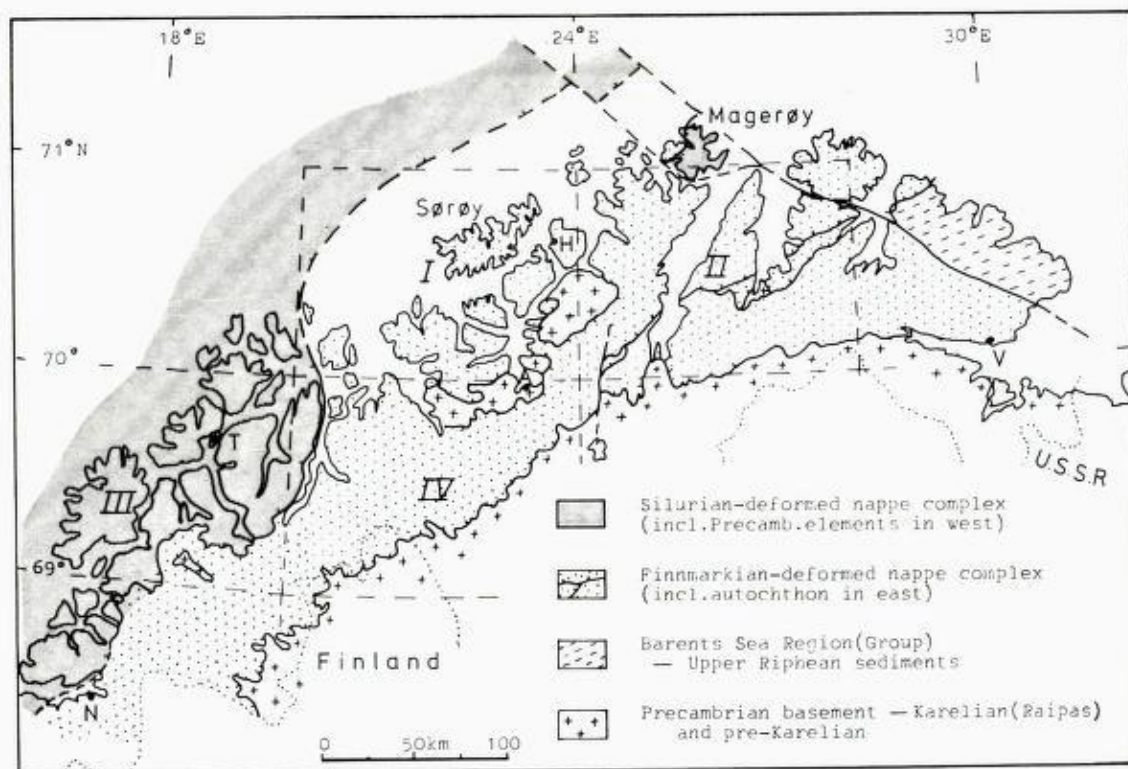 18°E
24°E
30°E
71°N
Magerøy
Sørøy
H
I
II
70°
V
T
III
IV
U.S.S.R
69°
Finland
N
Silurian-deformed nappe complex
(incl.Precamb.elements in west)
Finnmarkian-deformed nappe complex
(incl.autochthon in east)
Barents Sea Region(Group)
— Upper Riphean sediments
Precambrian basement — Karelian(Raipas)
and pre-Karelian
0 50km 100